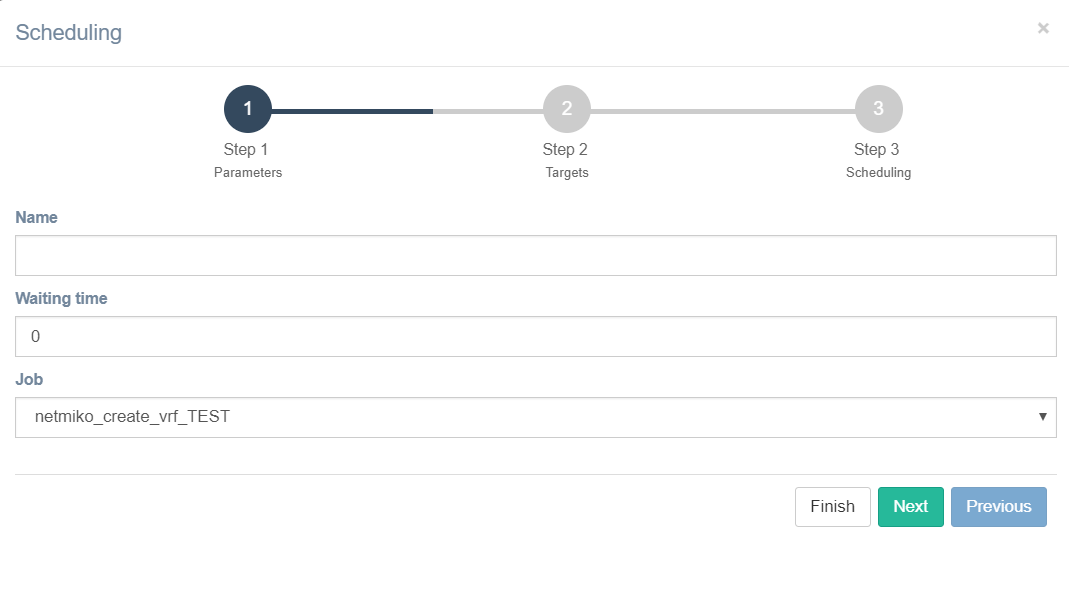 Scheduling
×
1 2 3
Step 1 Step 2 Step 3
Parameters Targets Scheduling
Name
Waiting time
0
Job
netmiko_create_vrf_TEST
Finish Next Previous